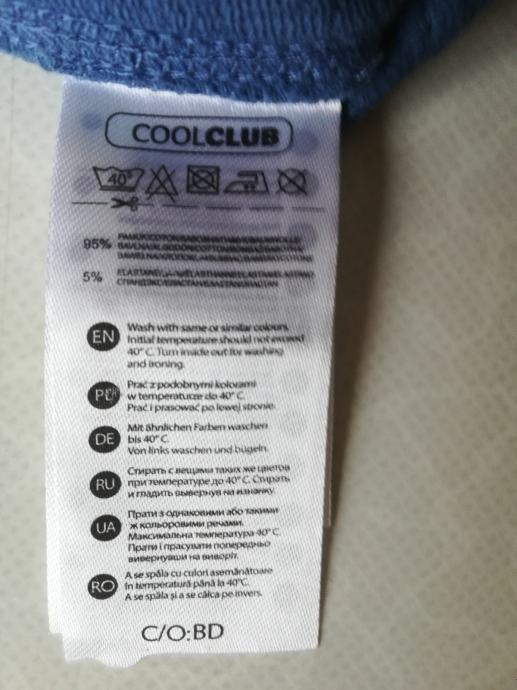 COOLCLUB
40°
95%
5%
EN
Wash with same or similar colours.
Initial temperature should not exceed
40° C. Turn inside out for washing
and ironing.
PL
Prać z podobnymi kolorami
w temperaturze do 40° C.
Prać i prasować po lewej stronie.
DE
Mit ähnlichen Farben waschen
bis 40° C.
Von links waschen und bügeln.
RU
Стирать с вещами таких же цветов
при температуре до 40° C. Стирать
и гладить вывернув на изнанку.
UA
Прати з однаковими або такими
ж кольоровими речами.
Максимальна температура 40° C.
Прати і прасувати попередньо
вивернувши на виворіт.
RO
A se spăla cu culori asemănătoare
în temperatură până la 40°C.
A se spăla și a se călca pe invers.
C/O:BD